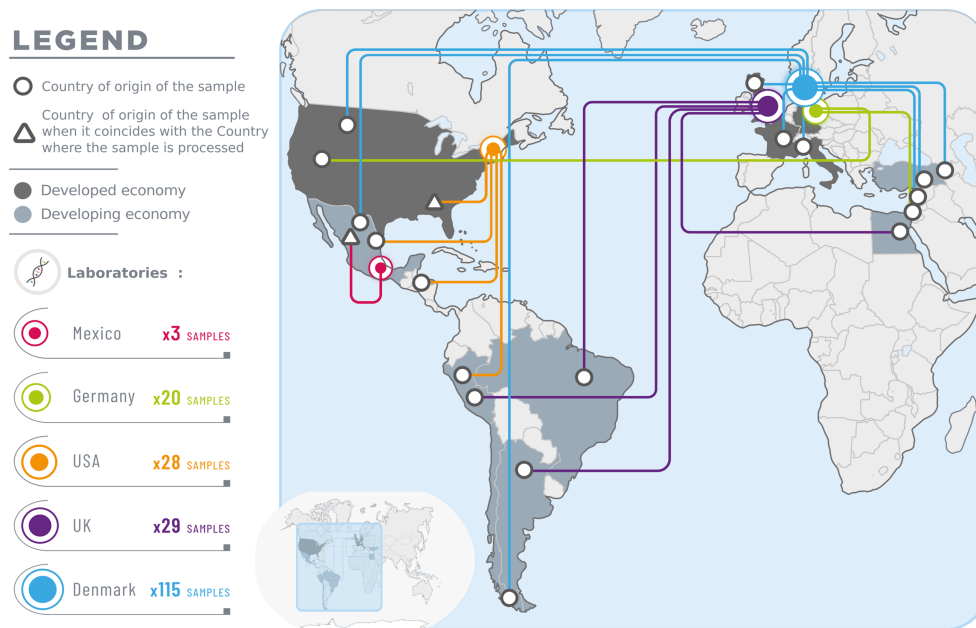 LEGEND
Country of origin of the sample
Country of origin of the sample
when it coincides with the Country
where the sample is processed
Developed economy
Developing economy
Laboratories :
Mexico x3 SAMPLES
Germany x20 SAMPLES
USA x28 SAMPLES
UK x29 SAMPLES
Denmark x115 SAMPLES